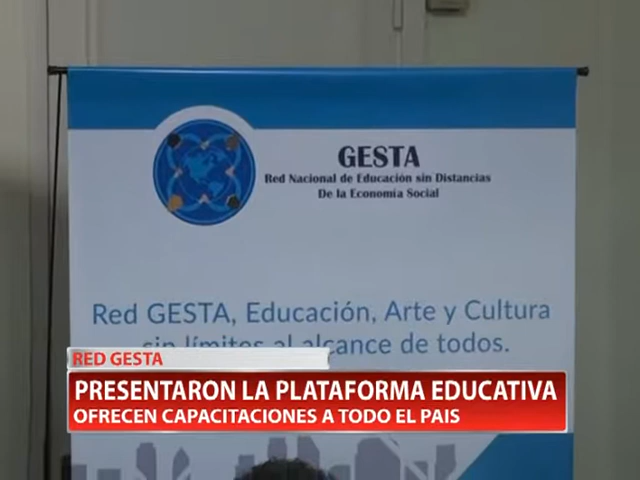 GESTA
Red Nacional de Educación sin Distancias
De la Economía Social
Red GESTA, Educación, Arte y Cultura
sin límites al alcance de todos.
RED GESTA
PRESENTARON LA PLATAFORMA EDUCATIVA
OFRECEN CAPACITACIONES A TODO EL PAIS